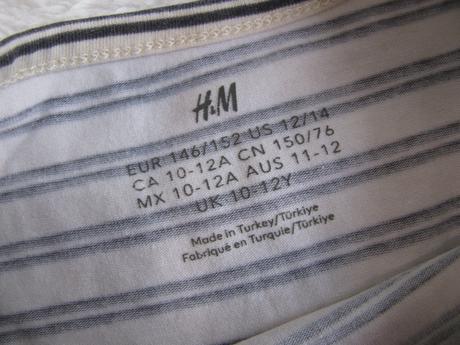 H&M
EUR 146/152 US 12/14
CA 10-12A CN 150/76
MX 10-12A AUS 11-12
UK 10-12Y
Made in Turkey/Türkiye
Fabriqué en Turquie/Türkiye